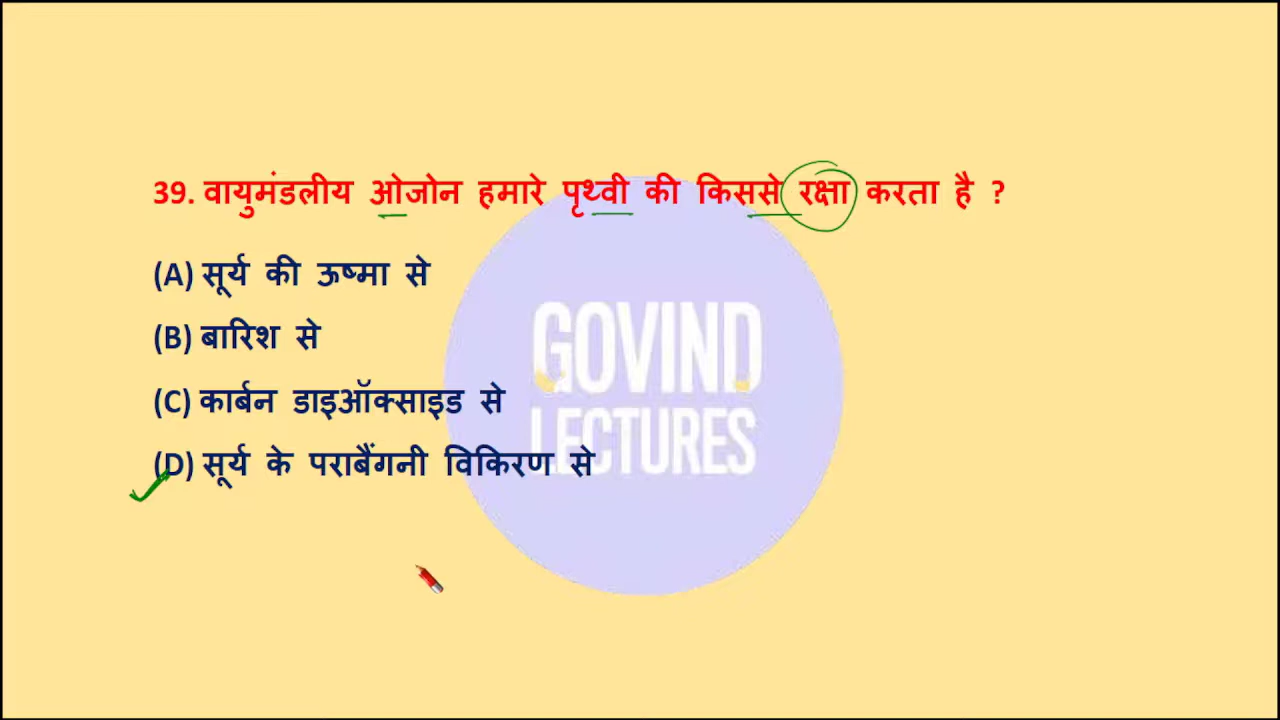 39. वायुमंडलीय ओजोन हमारे पृथ्वी की किससे रक्षा करता है ?
(A) सूर्य की ऊष्मा से
(B) बारिश से
(C) कार्बन डाइऑक्साइड से
(D) सूर्य के पराबैंगनी विकिरण से
GOVIND
LECTURES